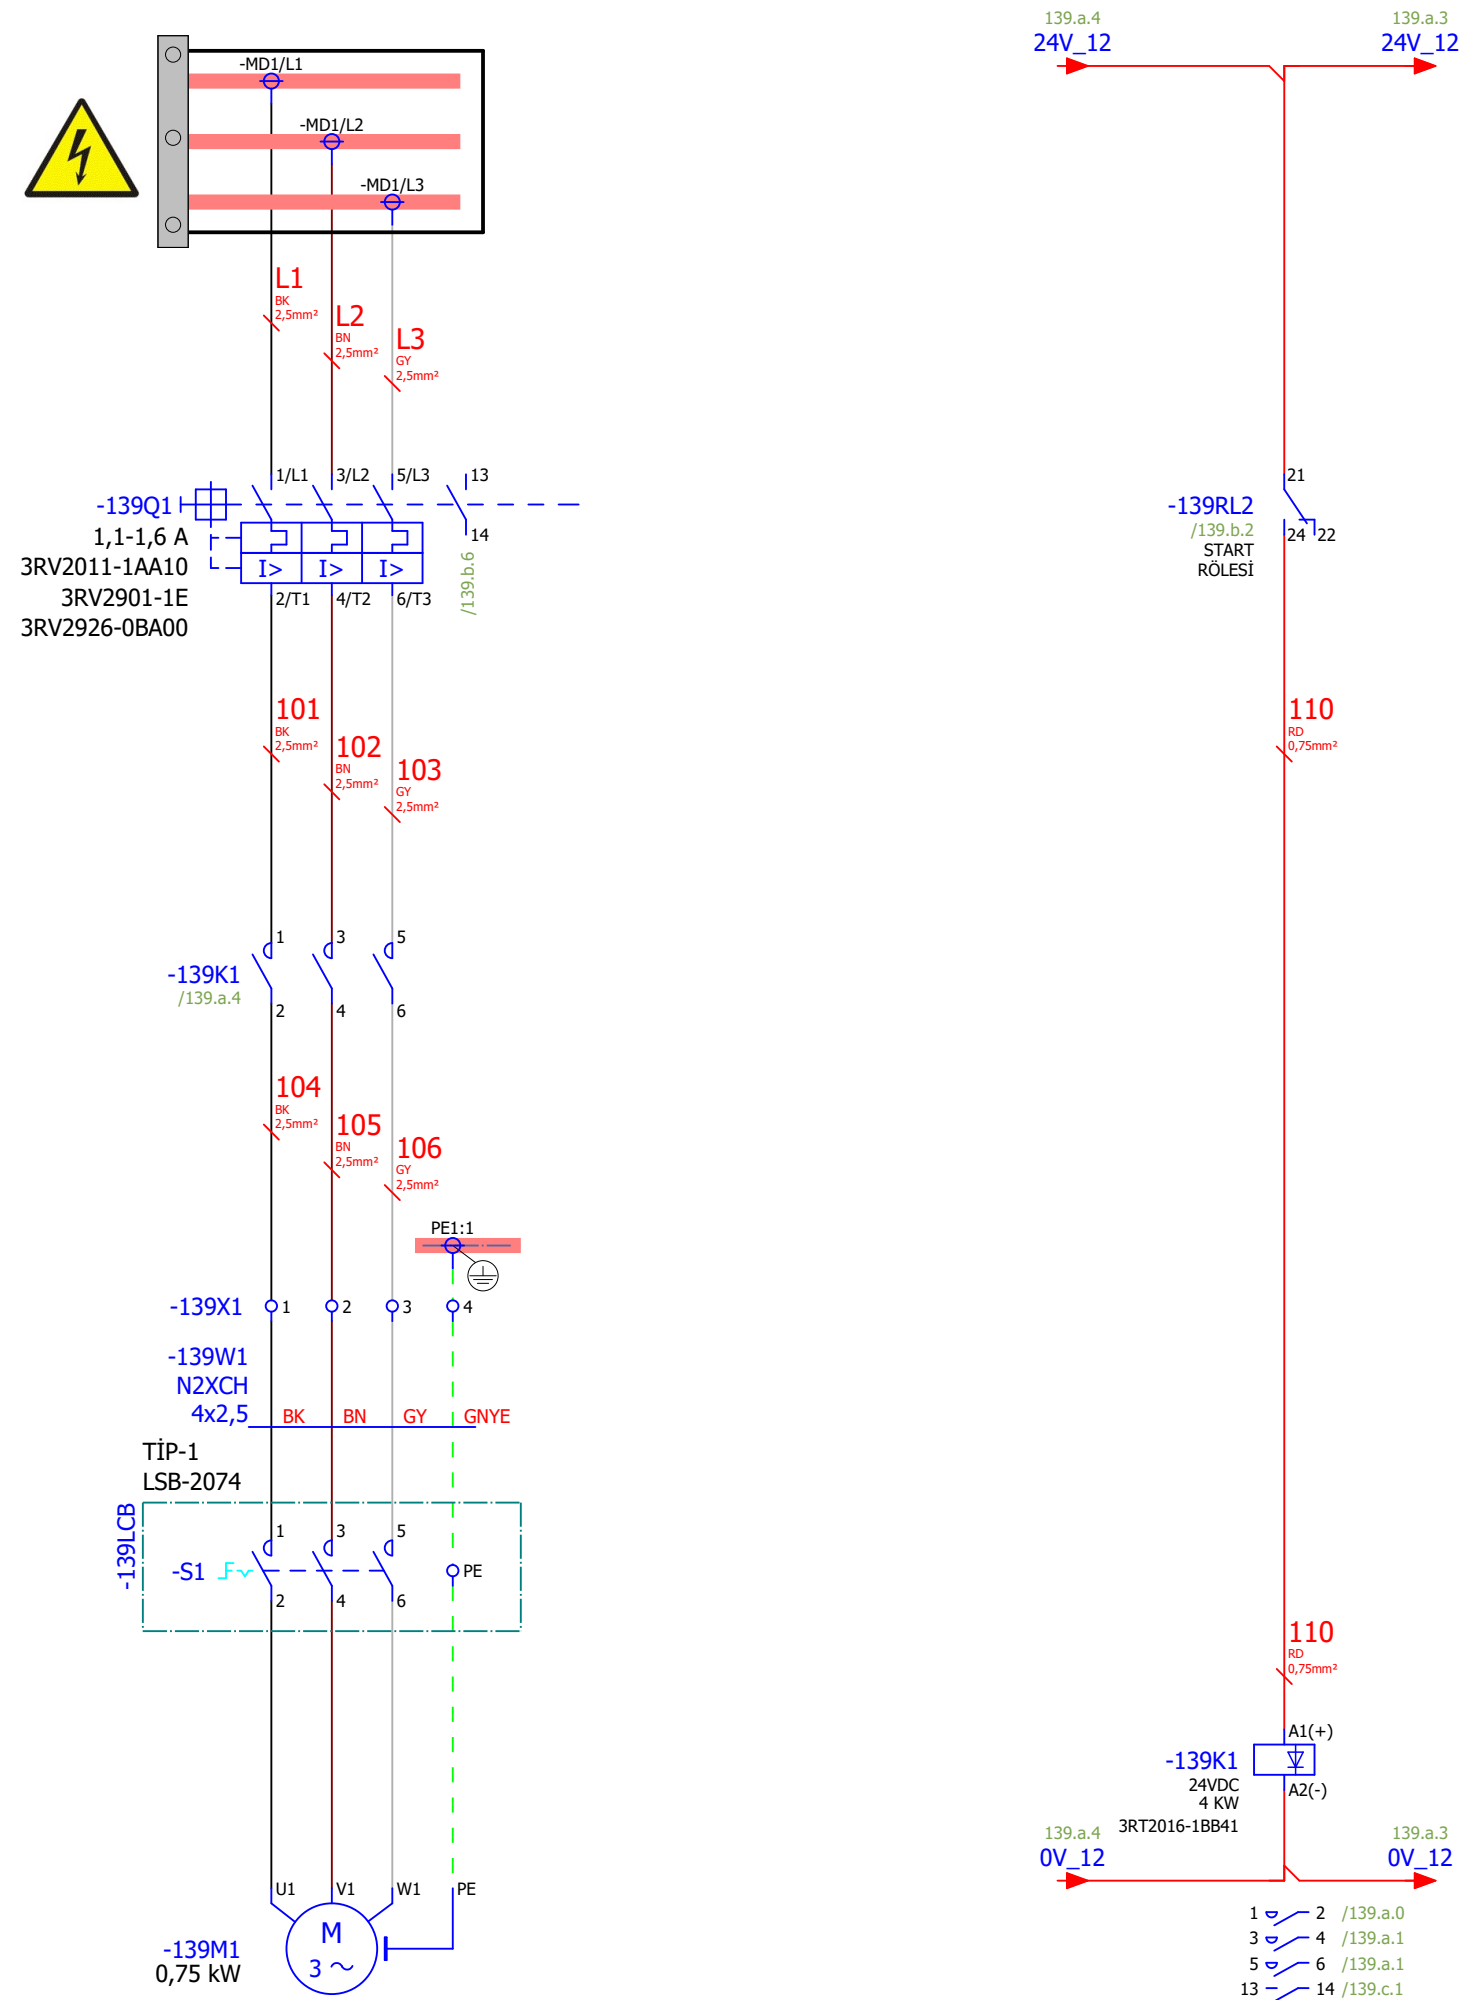 -MD1/L1
-MD1/L2
-MD1/L3
L1
BK
2,5mm²
L2
BN
2,5mm²
L3
GY
2,5mm²
-139Q1
1,1-1,6 A
3RV2011-1AA10
3RV2901-1E
3RV2926-0BA00
1/L1
3/L2
5/L3
13
14
I>
I>
I>
2/T1
4/T2
6/T3
/139.b.6
101
BK
2,5mm²
102
BN
2,5mm²
103
GY
2,5mm²
-139K1
/139.a.4
1
3
5
2
4
6
104
BK
2,5mm²
105
BN
2,5mm²
106
GY
2,5mm²
PE1:1
-139X1
1
2
3
4
-139W1
N2XCH
4x2,5
BK
BN
GY
GNYE
TİP-1
LSB-2074
-139LCB
-S1
1
3
5
2
4
6
PE
U1
V1
W1
PE
M
3
-139M1
0,75 kW
139.a.4
24V_12
139.a.3
24V_12
-139RL2
/139.b.2
START
RÖLESİ
21
24
22
110
RD
0,75mm²
110
RD
0,75mm²
-139K1
24VDC
4 KW
3RT2016-1BB41
A1(+)
A2(-)
139.a.4
0V_12
139.a.3
0V_12
1 2 /139.a.0
3 4 /139.a.1
5 6 /139.a.1
13 14 /139.c.1